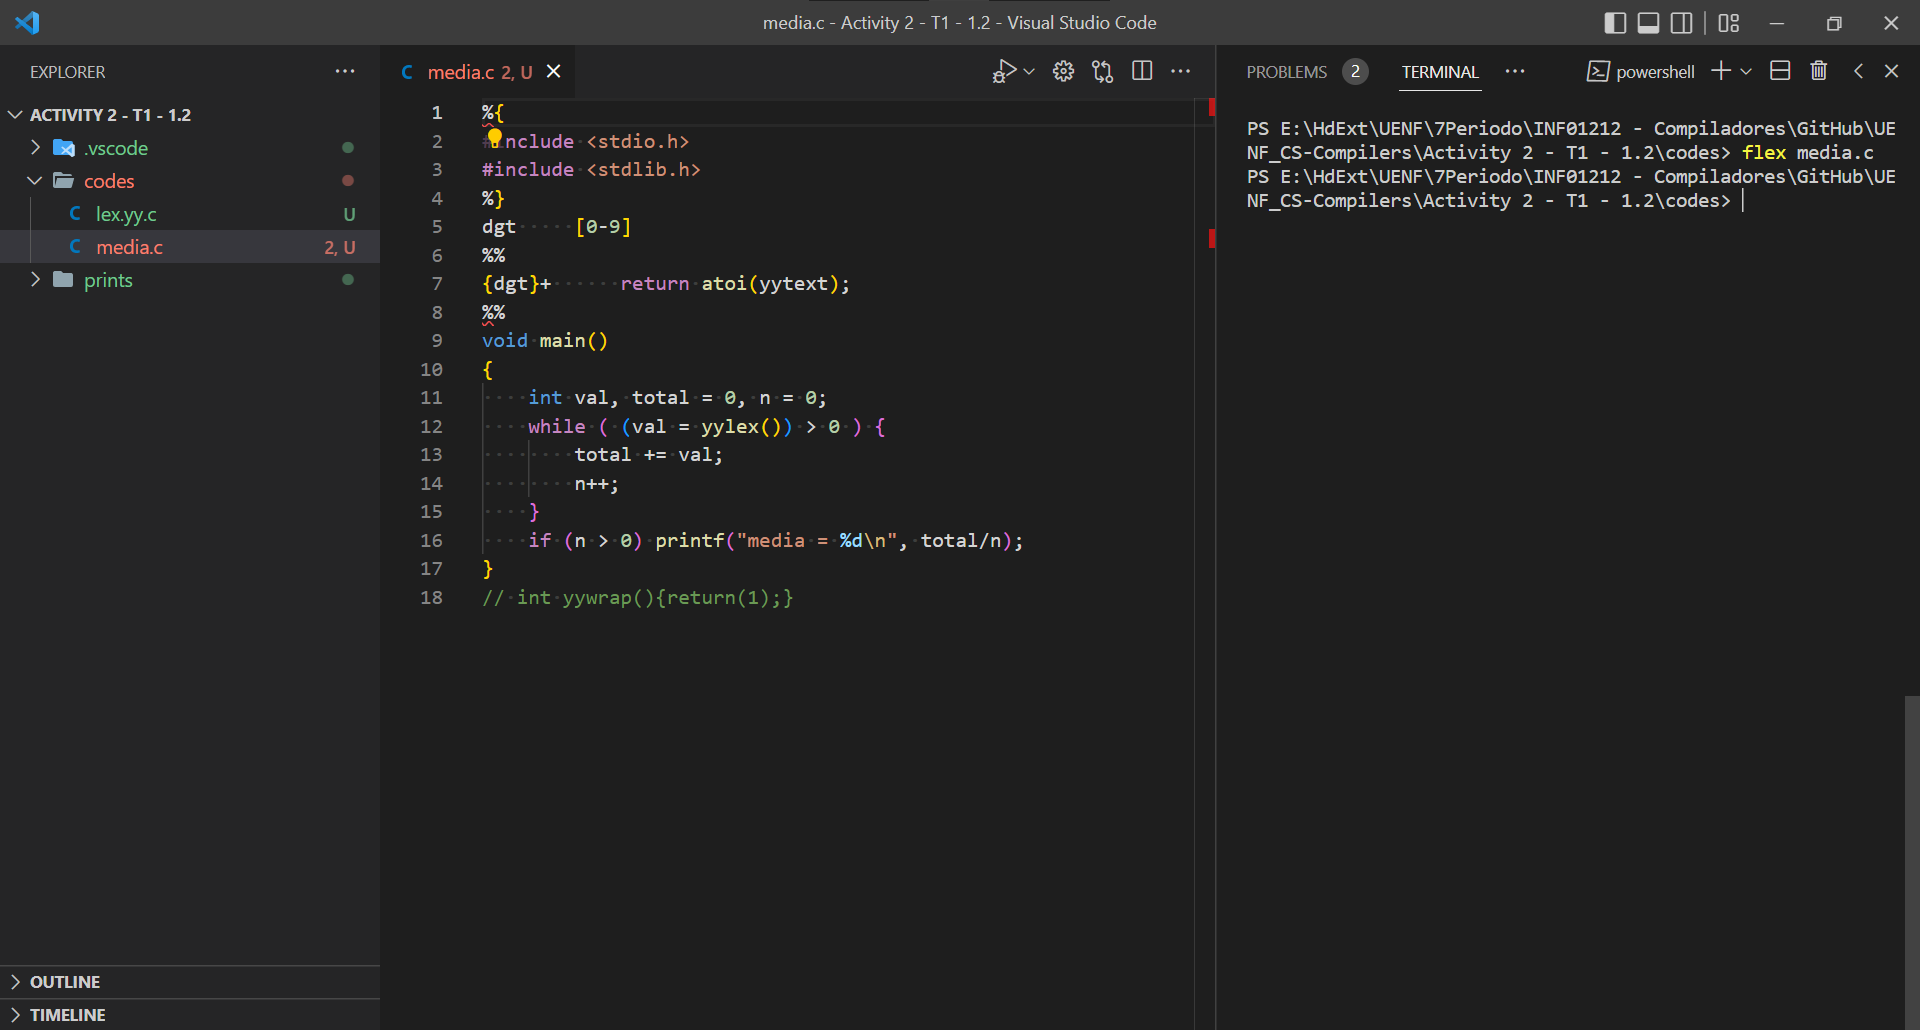 media.c - Activity 2 - T1 - 1.2 - Visual Studio Code
EXPLORER
ACTIVITY 2 - T1 - 1.2
.vscode
codes
lex.yy.c U
media.c 2, U
prints
OUTLINE
TIMELINE
media.c 2, U
1 %{
2 #include <stdio.h>
3 #include <stdlib.h>
4 %}
5 dgt     [0-9]
6 %%
7 {dgt}+      return atoi(yytext);
8 %%
9 void main()
10 {
11     int val, total = 0, n = 0;
12     while ( (val = yylex()) > 0 ) {
13         total += val;
14         n++;
15     }
16     if (n > 0) printf("media = %d\n", total/n);
17 }
18 // int yywrap(){return(1);}
PROBLEMS 2 TERMINAL powershell
PS E:\HdExt\UENF\7Periodo\INF01212 - Compiladores\GitHub\UE
NF_CS-Compilers\Activity 2 - T1 - 1.2\codes> flex media.c
PS E:\HdExt\UENF\7Periodo\INF01212 - Compiladores\GitHub\UE
NF_CS-Compilers\Activity 2 - T1 - 1.2\codes>